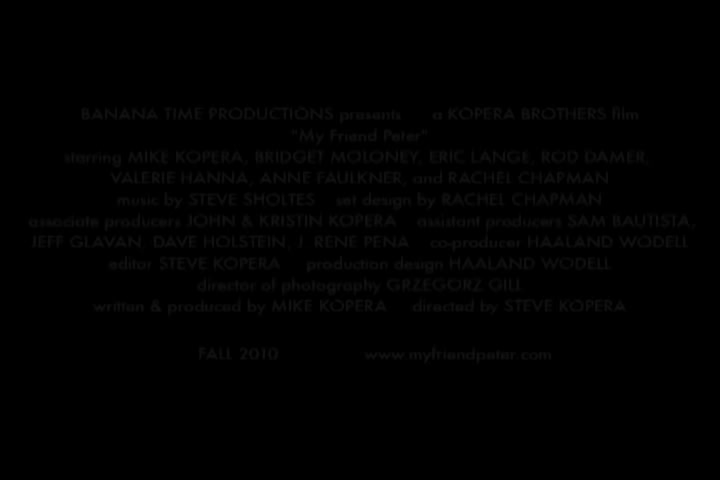 BANANA TIME PRODUCTIONS presents a KOPERA BROTHERS film
"My Friend Peter"
starring MIKE KOPERA, BRIDGET MOLONEY, ERIC LANGE, ROD DAMER,
VALERIE HANNA, ANNE FAULKNER, and RACHEL CHAPMAN
music by STEVE SHOLTES set design by RACHEL CHAPMAN
associate producers JOHN & KRISTIN KOPERA assistant producers SAM BAUTISTA,
JEFF GLAVAN, DAVE HOLSTEIN, J. RENE PENA co-producer HAALAND WODELL
editor STEVE KOPERA production design HAALAND WODELL
director of photography GRZEGORZ GILL
written & produced by MIKE KOPERA directed by STEVE KOPERA
FALL 2010 www.myfriendpeter.com